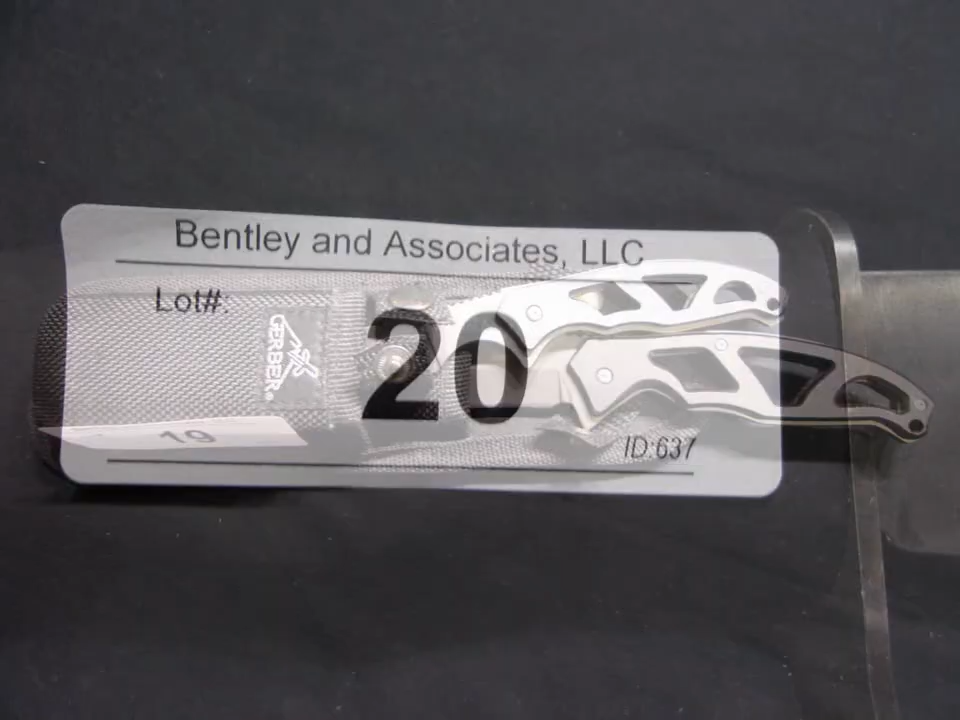 Bentley and Associates, LLC
Lot#:
20
GERBER®
19
ID:637